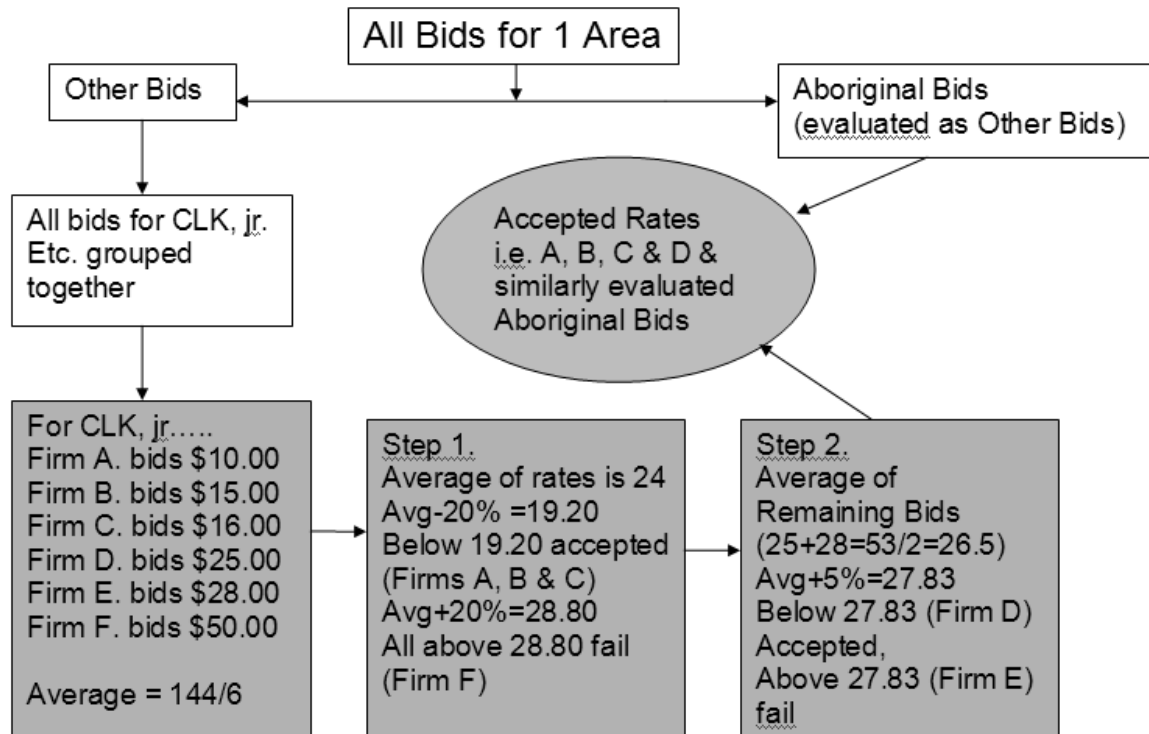 All Bids for 1 Area
Other Bids
Aboriginal Bids
(evaluated as Other Bids)
All bids for CLK, jr.
Etc. grouped
together
Accepted Rates
i.e. A, B, C & D &
similarly evaluated
Aboriginal Bids
For CLK, jr.....
Firm A. bids $10.00
Firm B. bids $15.00
Firm C. bids $16.00
Firm D. bids $25.00
Firm E. bids $28.00
Firm F. bids $50.00
Average = 144/6
Step 1.
Average of rates is 24
Avg-20% =19.20
Below 19.20 accepted
(Firms A, B & C)
Avg+20%=28.80
All above 28.80 fail
(Firm F)
Step 2.
Average of
Remaining Bids
(25+28=53/2=26.5)
Avg+5%=27.83
Below 27.83 (Firm D)
Accepted,
Above 27.83 (Firm E)
fail